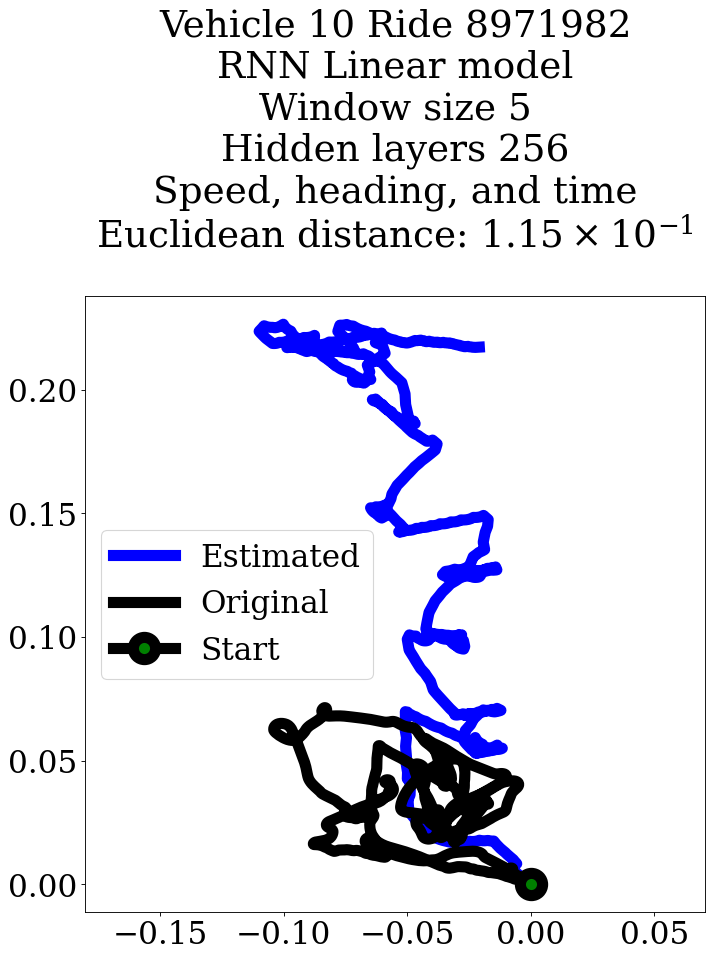 Vehicle 10 Ride 8971982
RNN Linear model
Window size 5
Hidden layers 256
Speed, heading, and time
Euclidean distance: 1.15 × 10⁻¹
0.20
0.15
0.10
0.05
0.00
Estimated
Original
Start
−0.15 −0.10 −0.05 0.00 0.05